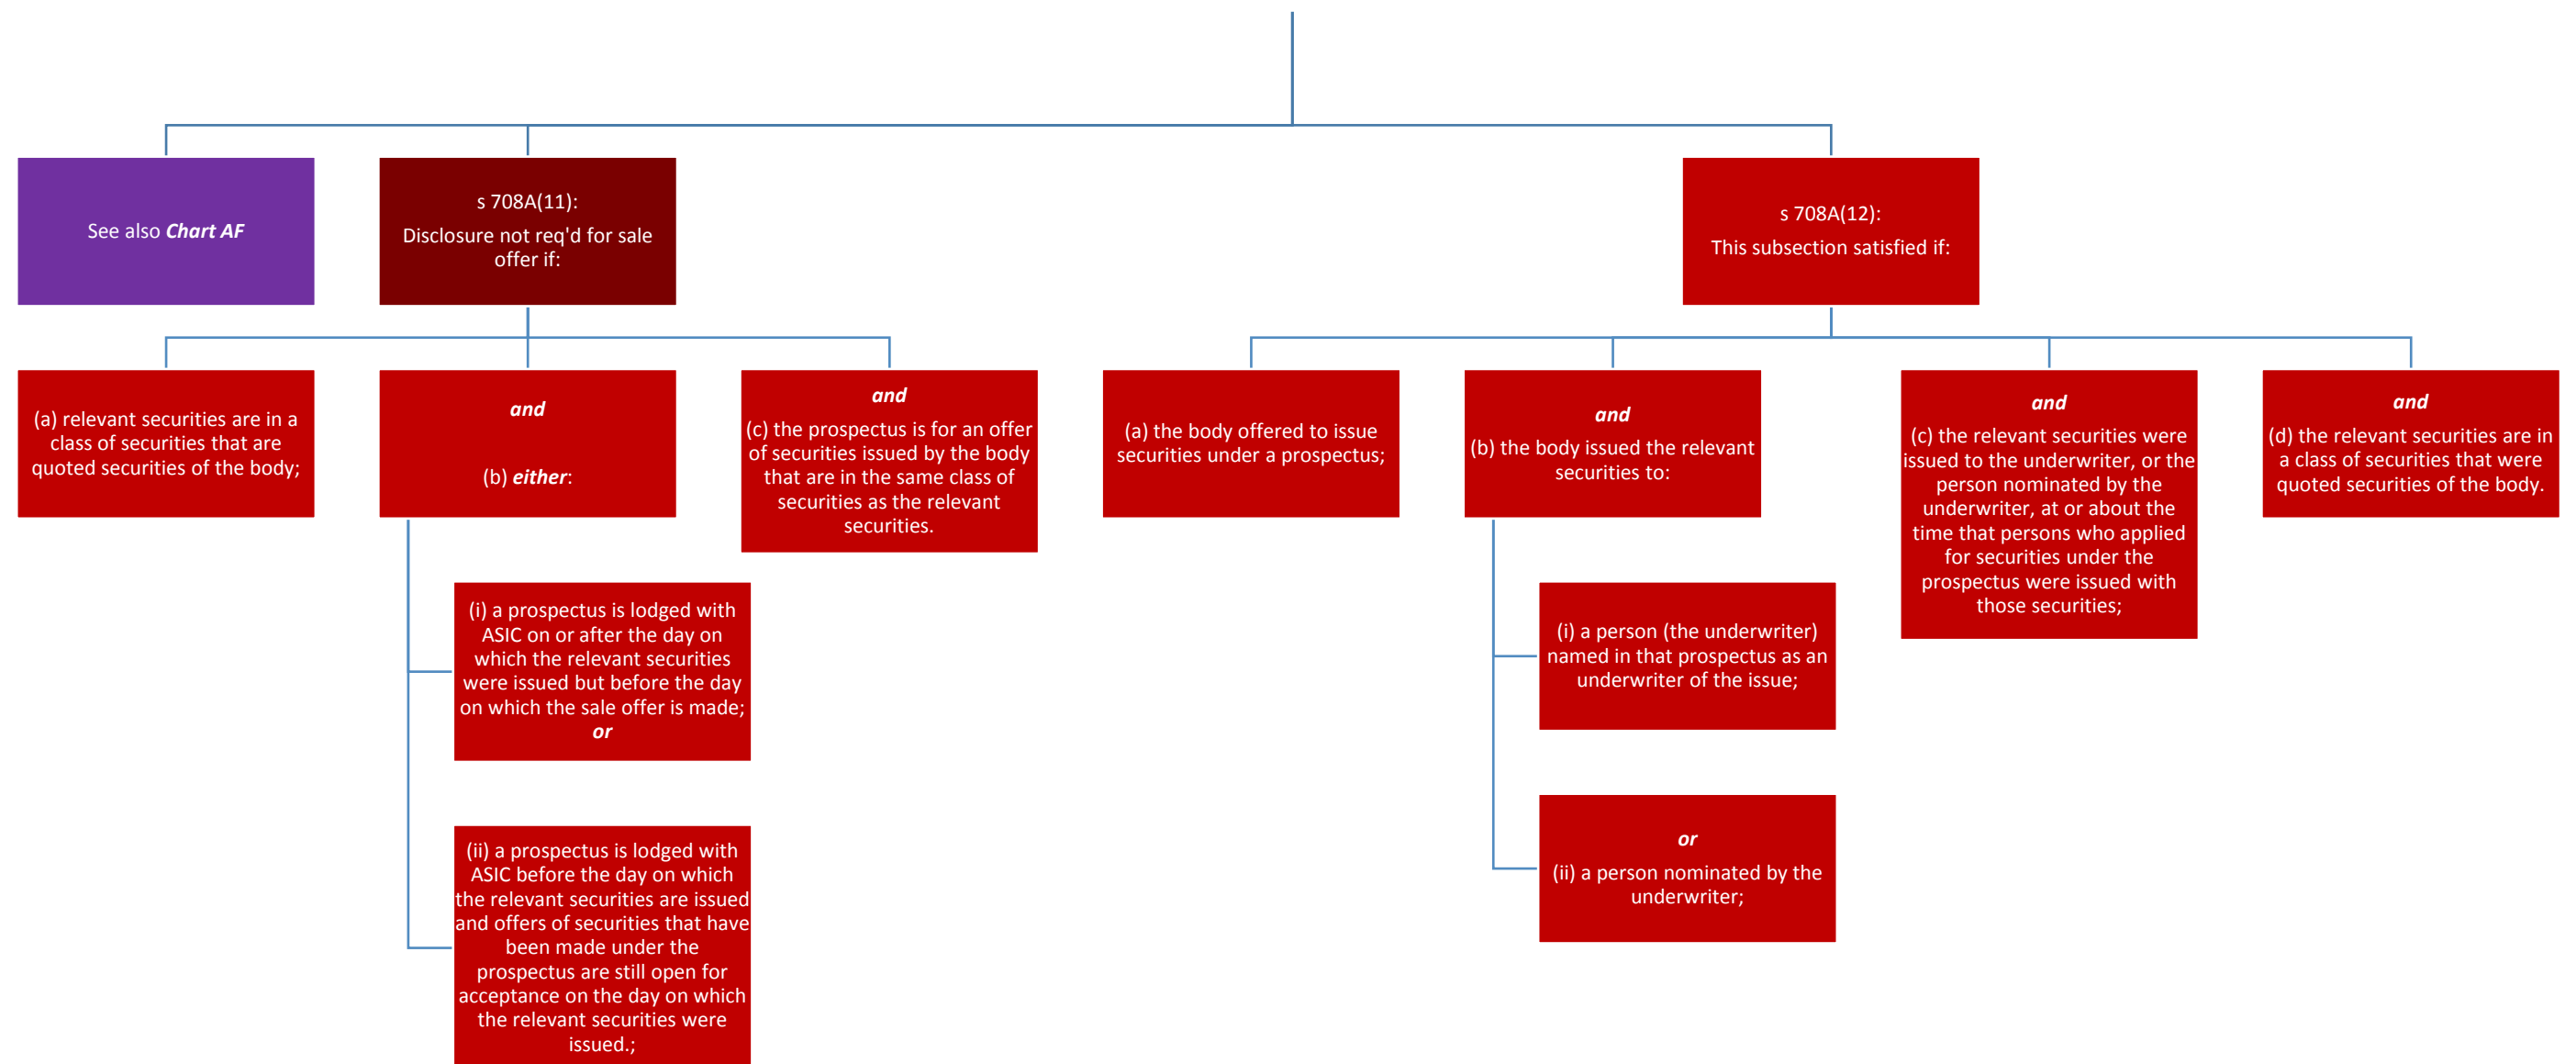 See also Chart AF
s 708A(11):
Disclosure not req'd for sale
offer if:
s 708A(12):
This subsection satisfied if:
(a) relevant securities are in a
class of securities that are
quoted securities of the body;
and
(b) either:
and
(c) the prospectus is for an offer
of securities issued by the body
that are in the same class of
securities as the relevant
securities.
(a) the body offered to issue
securities under a prospectus;
and
(b) the body issued the relevant
securities to:
and
(c) the relevant securities were
issued to the underwriter, or the
person nominated by the
underwriter, at or about the
time that persons who applied
for securities under the
prospectus were issued with
those securities;
and
(d) the relevant securities are in
a class of securities that were
quoted securities of the body.
(i) a prospectus is lodged with
ASIC on or after the day on
which the relevant securities
were issued but before the day
on which the sale offer is made;
or
(ii) a prospectus is lodged with
ASIC before the day on which
the relevant securities are issued
and offers of securities that have
been made under the
prospectus are still open for
acceptance on the day on which
the relevant securities were
issued.;
(i) a person (the underwriter)
named in that prospectus as an
underwriter of the issue;
or
(ii) a person nominated by the
underwriter;